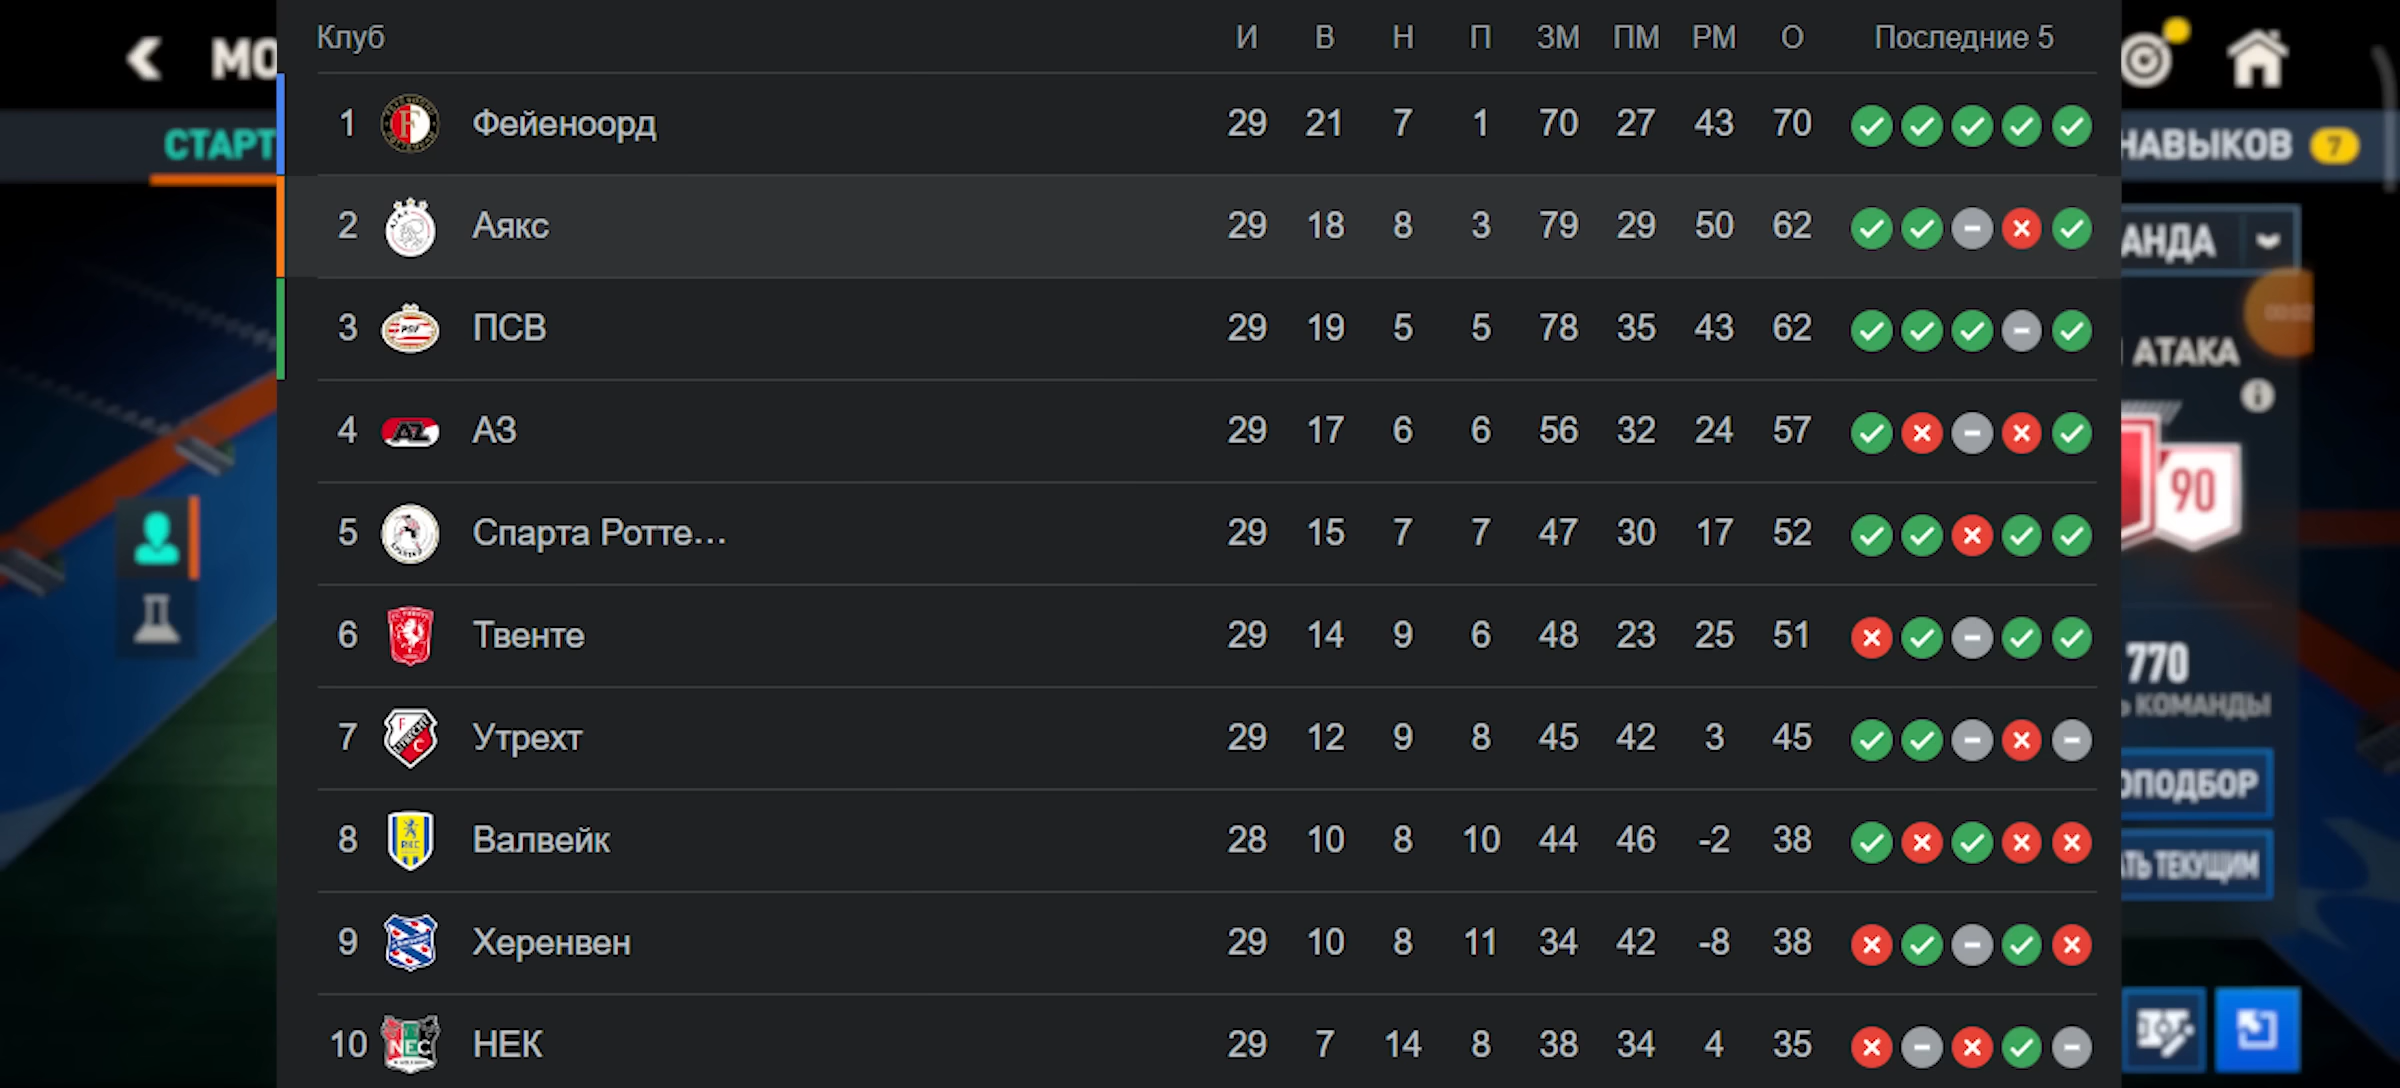 Клуб И В Н П ЗМ ПМ РМ О Последние 5
1 Фейеноорд 29 21 7 1 70 27 43 70
2 Аякс 29 18 8 3 79 29 50 62
3 ПСВ 29 19 5 5 78 35 43 62
4 АЗ 29 17 6 6 56 32 24 57
5 Спарта Ротте... 29 15 7 7 47 30 17 52
6 Твенте 29 14 9 6 48 23 25 51
7 Утрехт 29 12 9 8 45 42 3 45
8 Валвейк 28 10 8 10 44 46 -2 38
9 Херенвен 29 10 8 11 34 42 -8 38
10 НЕК 29 7 14 8 38 34 4 35
МО
СТАРТ
НАВЫКОВ 7
АНДА
АТАКА
90
770
КОМАНДЫ
ОПОДБОР
АТЬ ТЕКУЩИМ